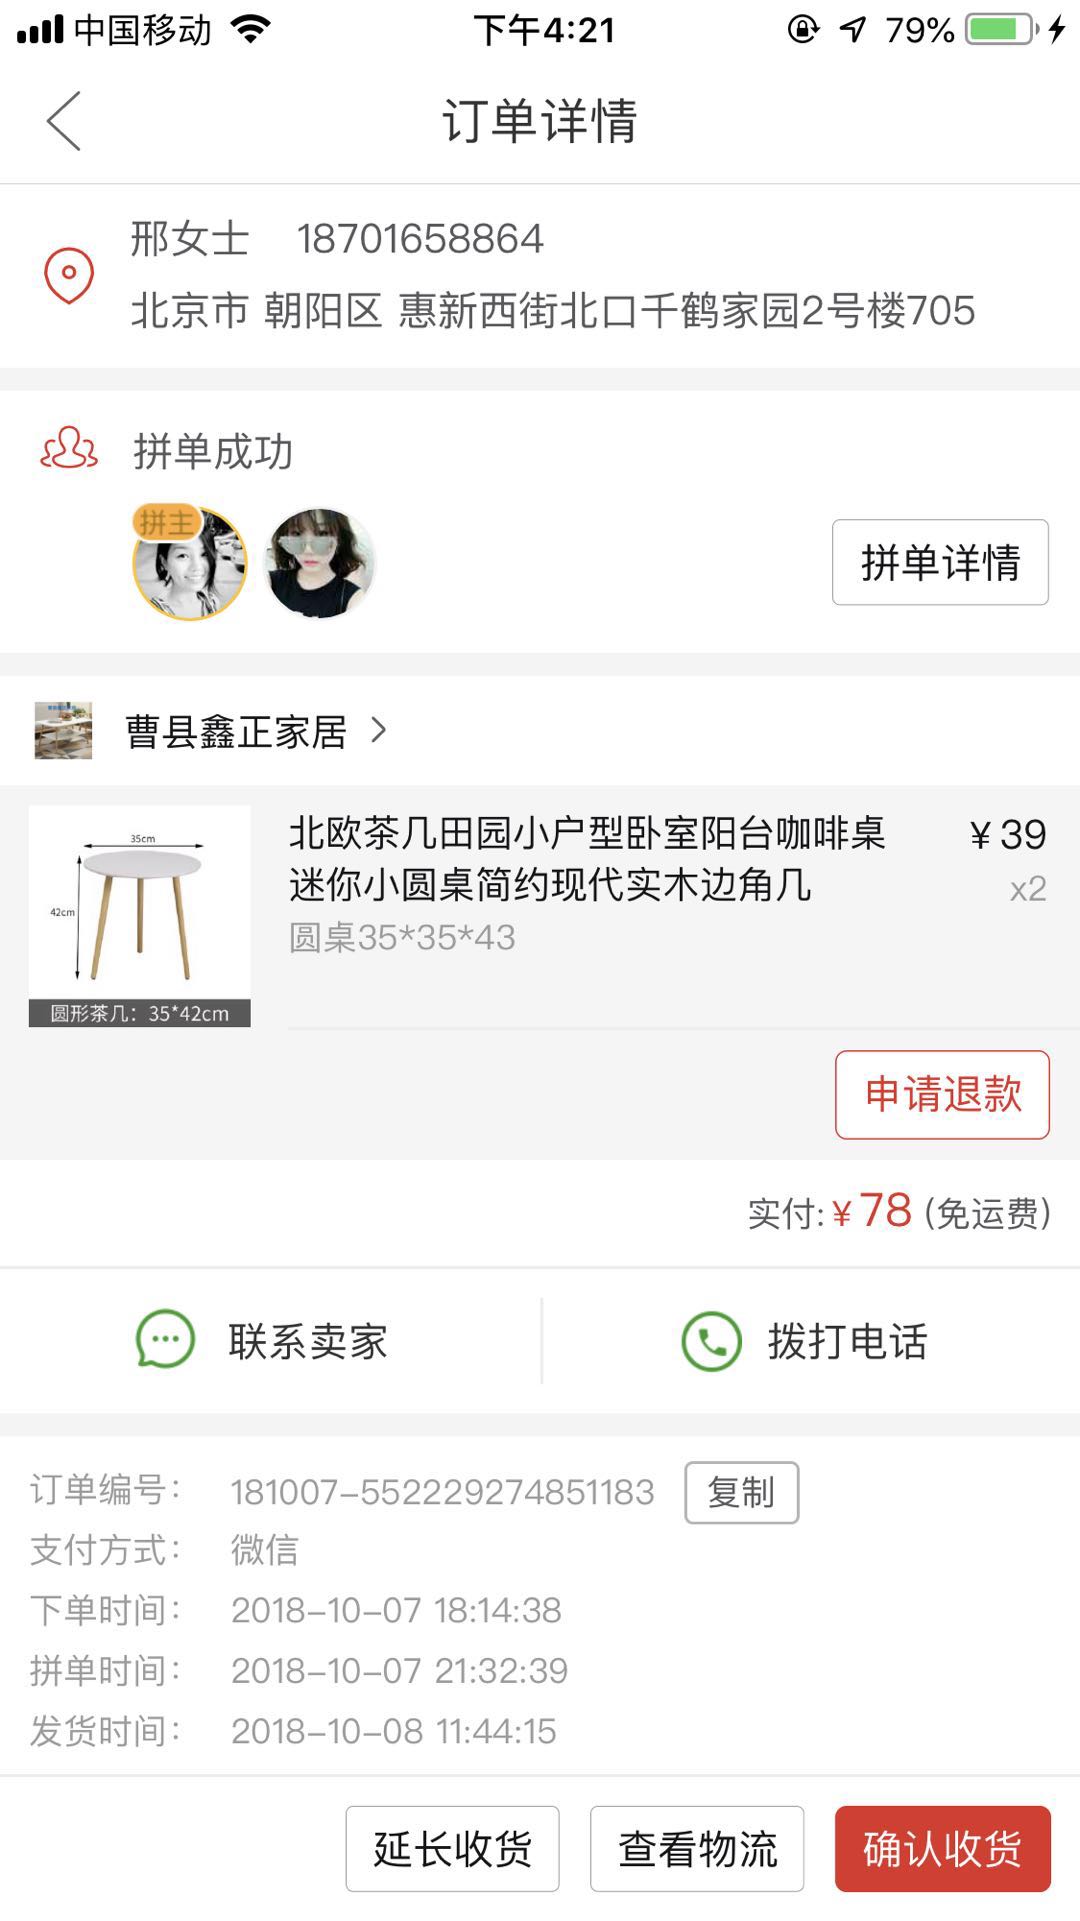 中国移动 下午4:21 79%
订单详情
邢女士 18701658864
北京市 朝阳区 惠新西街北口千鹤家园2号楼705
拼单成功
拼主
拼单详情
曹县鑫正家居
35cm
42cm
圆形茶几：35*42cm
北欧茶几田园小户型卧室阳台咖啡桌 ¥39
迷你小圆桌简约现代实木边角几 x2
圆桌35*35*43
申请退款
实付:¥78 (免运费)
联系卖家 拨打电话
订单编号： 181007-552229274851183 复制
支付方式： 微信
下单时间： 2018-10-07 18:14:38
拼单时间： 2018-10-07 21:32:39
发货时间： 2018-10-08 11:44:15
延长收货 查看物流 确认收货